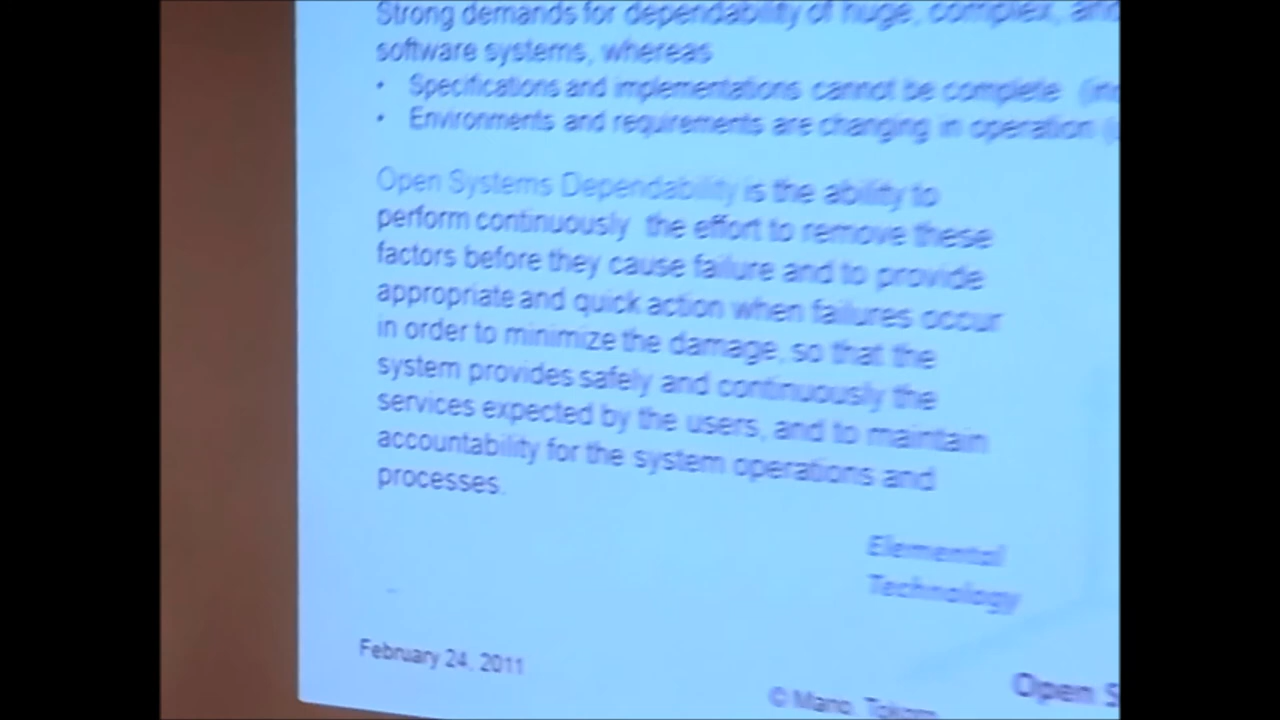 Strong demands for dependability of huge, complex, and
software systems, whereas
• Specifications and implementations cannot be complete
• Environments and requirements are changing in operation
Open Systems Dependability is the ability to
perform continuously the effort to remove these
factors before they cause failure and to provide
appropriate and quick action when failures occur
in order to minimize the damage, so that the
system provides safely and continuously the
services expected by the users, and to maintain
accountability for the system operations and
processes.
Elemental
Technology
February 24, 2011
© Mario
Open